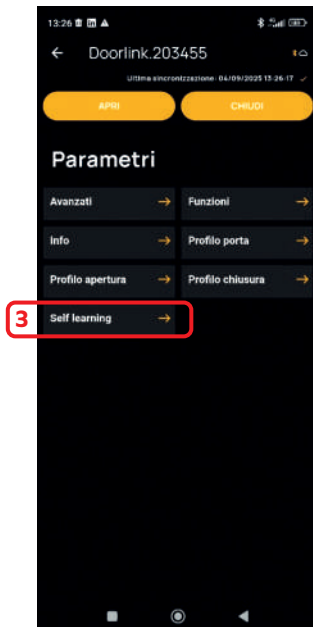 13:26
Doorlink.203455
Ultima sincronizzazione: 04/09/2025 13:26:17
APRI CHIUDI
Parametri
Avanzati Funzioni
Info Profilo porta
Profilo apertura Profilo chiusura
3 Self learning